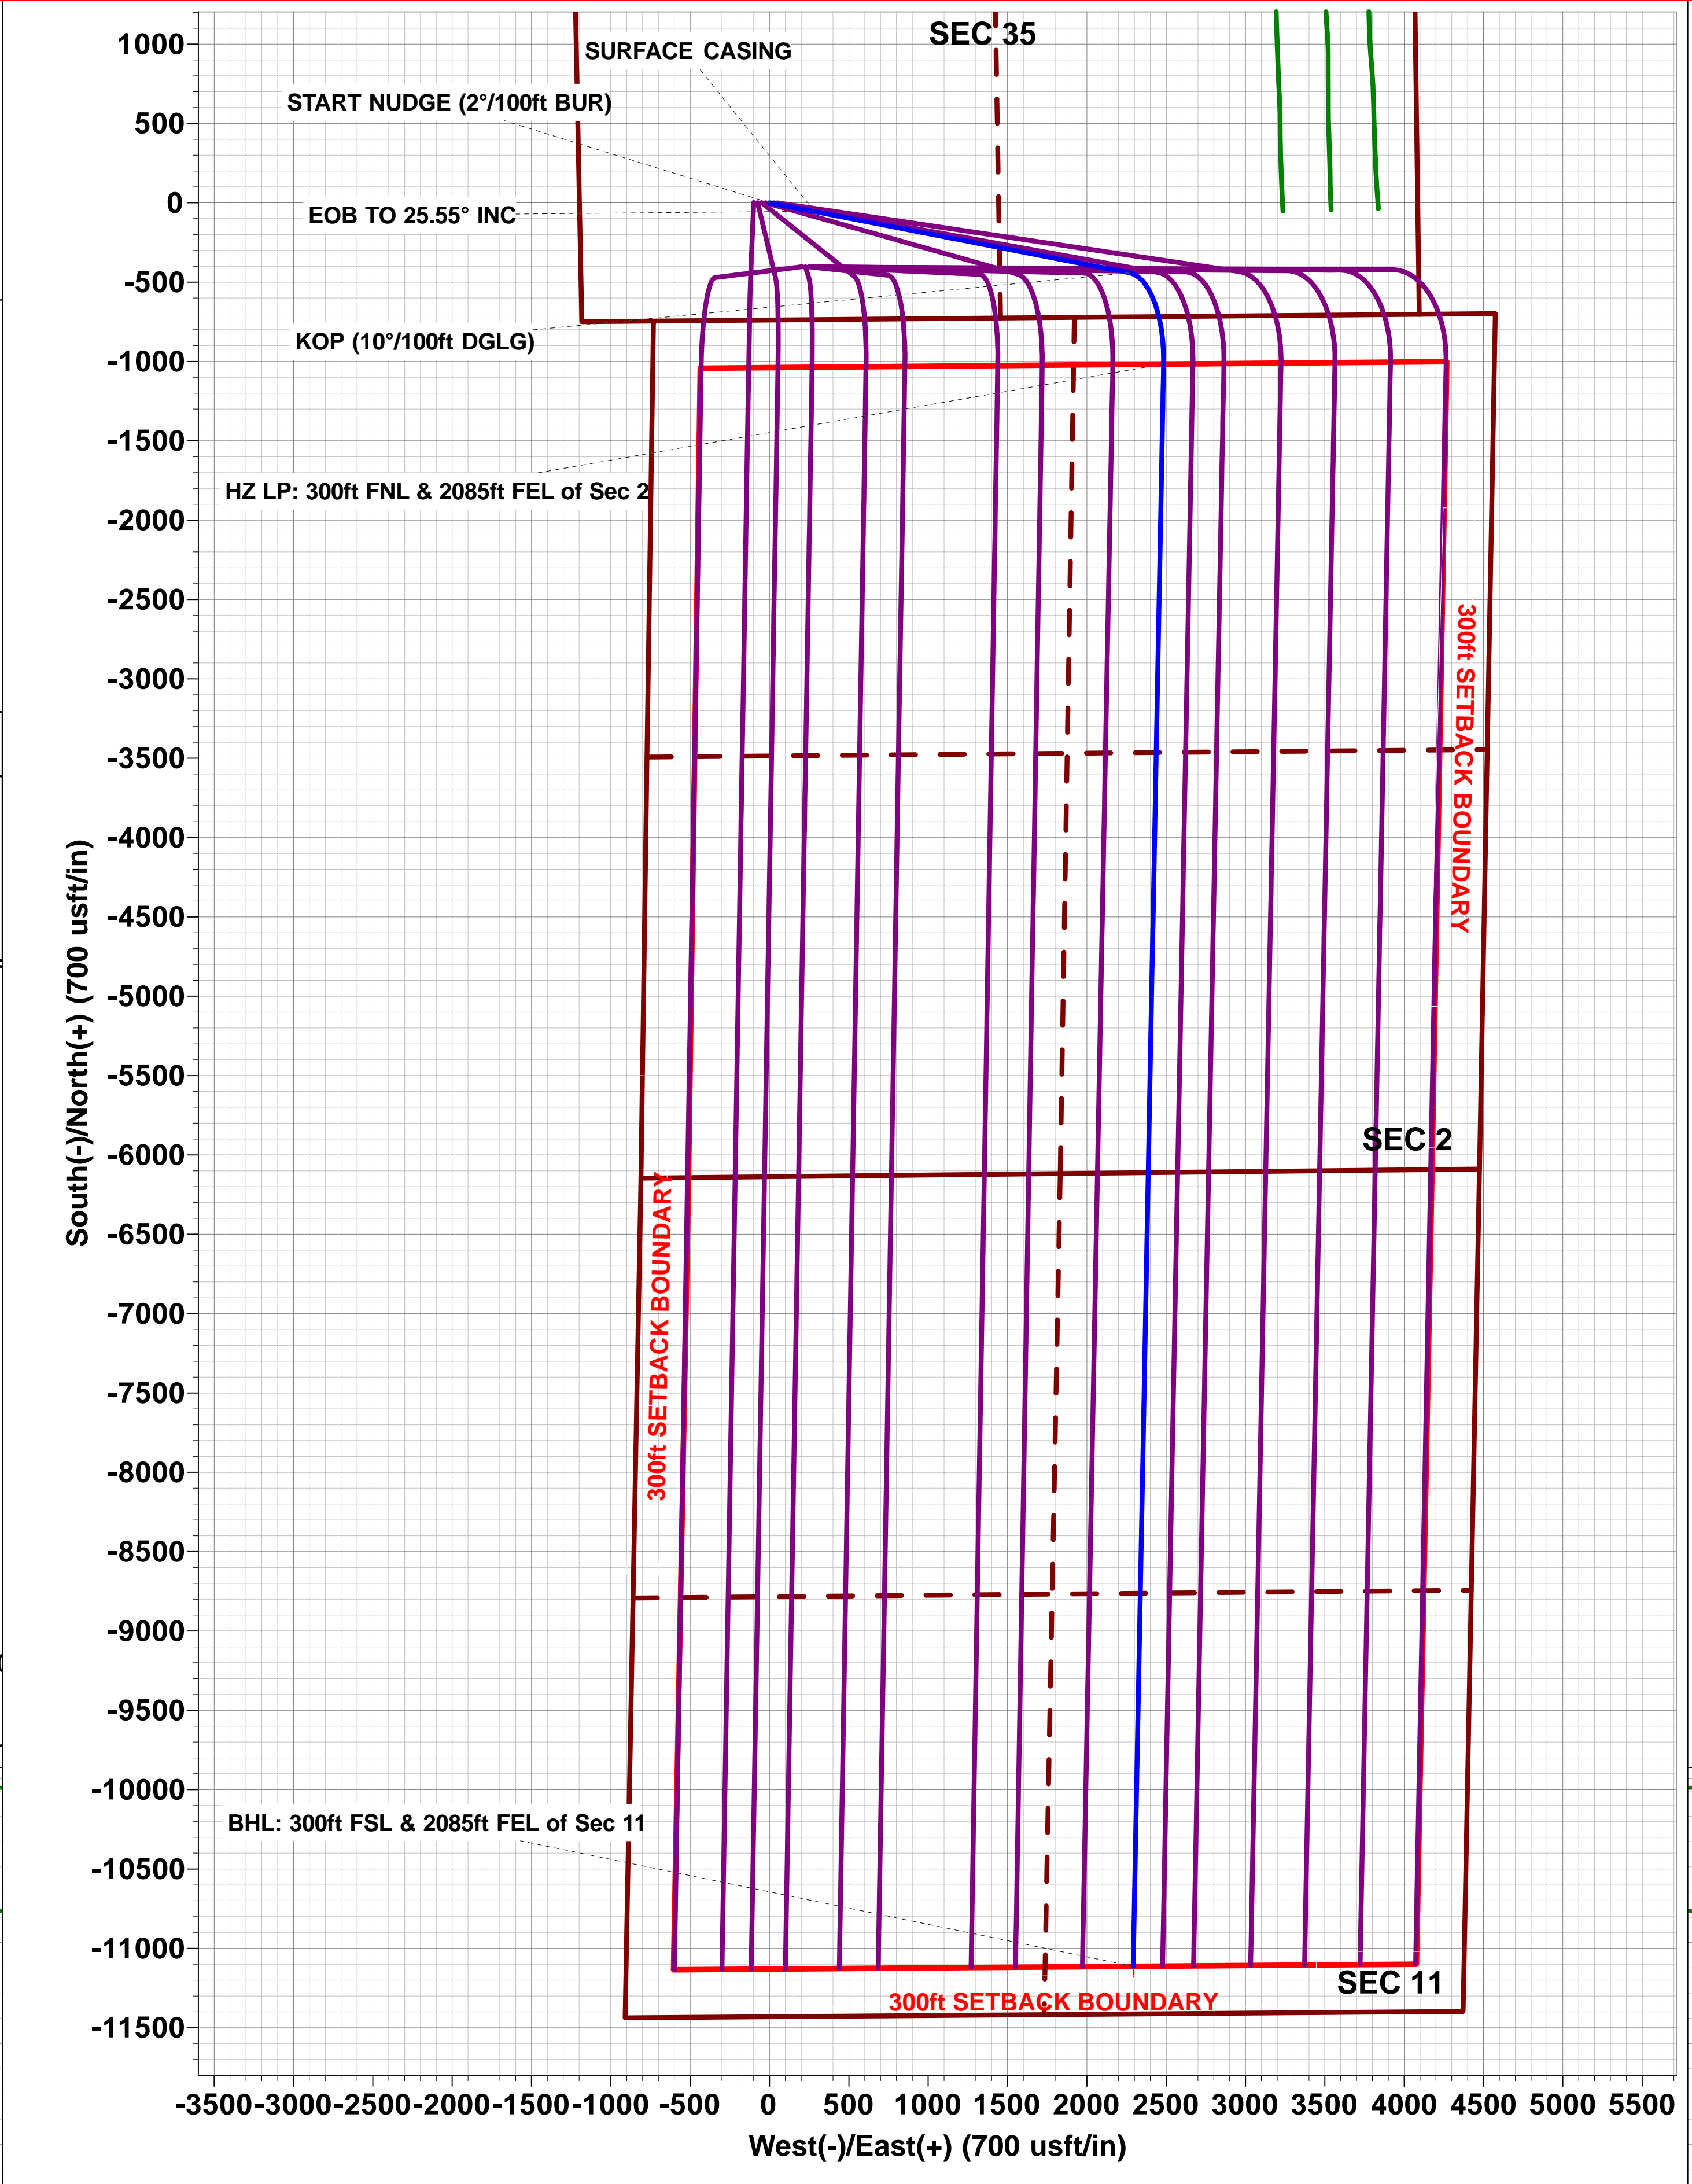 SEC 35
SURFACE CASING
START NUDGE (2°/100ft BUR)
EOB TO 25.55° INC
KOP (10°/100ft DGLG)
HZ LP: 300ft FNL & 2085ft FEL of Sec 2
300ft SETBACK BOUNDARY
SEC 2
300ft SETBACK BOUNDARY
BHL: 300ft FSL & 2085ft FEL of Sec 11
SEC 11
300ft SETBACK BOUNDARY
South(-)/North(+) (700 usft/in)
1000
500
0
-500
-1000
-1500
-2000
-2500
-3000
-3500
-4000
-4500
-5000
-5500
-6000
-6500
-7000
-7500
-8000
-8500
-9000
-9500
-10000
-10500
-11000
-11500
-3500 -3000 -2500 -2000 -1500 -1000 -500 0 500 1000 1500 2000 2500 3000 3500 4000 4500 5000 5500
West(-)/East(+) (700 usft/in)